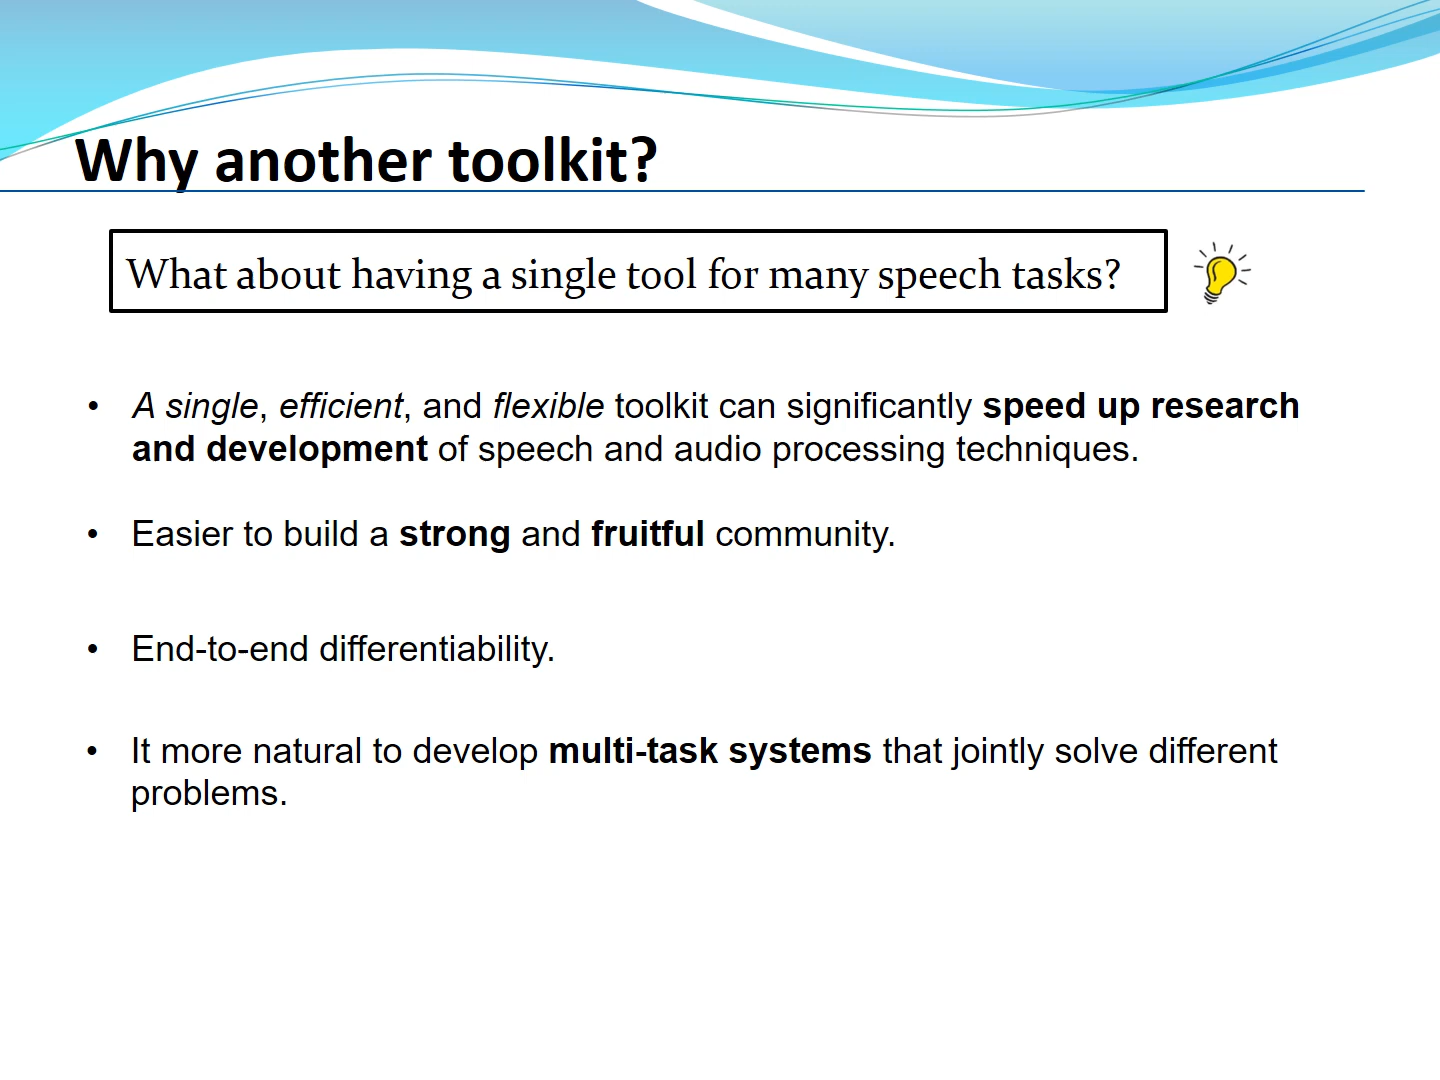 Why another toolkit?
What about having a single tool for many speech tasks?
• A single, efficient, and flexible toolkit can significantly speed up research
and development of speech and audio processing techniques.
• Easier to build a strong and fruitful community.
• End-to-end differentiability.
• It more natural to develop multi-task systems that jointly solve different
problems.